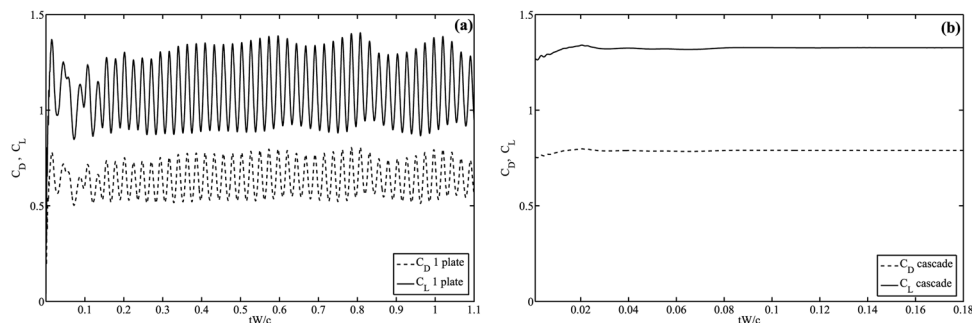 (a)
1.5
1
0.5
0
C_D , C_L
0
0.1
0.2
0.3
0.4
0.5
0.6
0.7
0.8
0.9
1
1.1
tW/c
C_D 1 plate
C_L 1 plate
(b)
1.5
1
0.5
0
C_D, C_L
0.02
0.04
0.06
0.08
0.1
0.12
0.14
0.16
0.18
tW/c
C_D cascade
C_L cascade